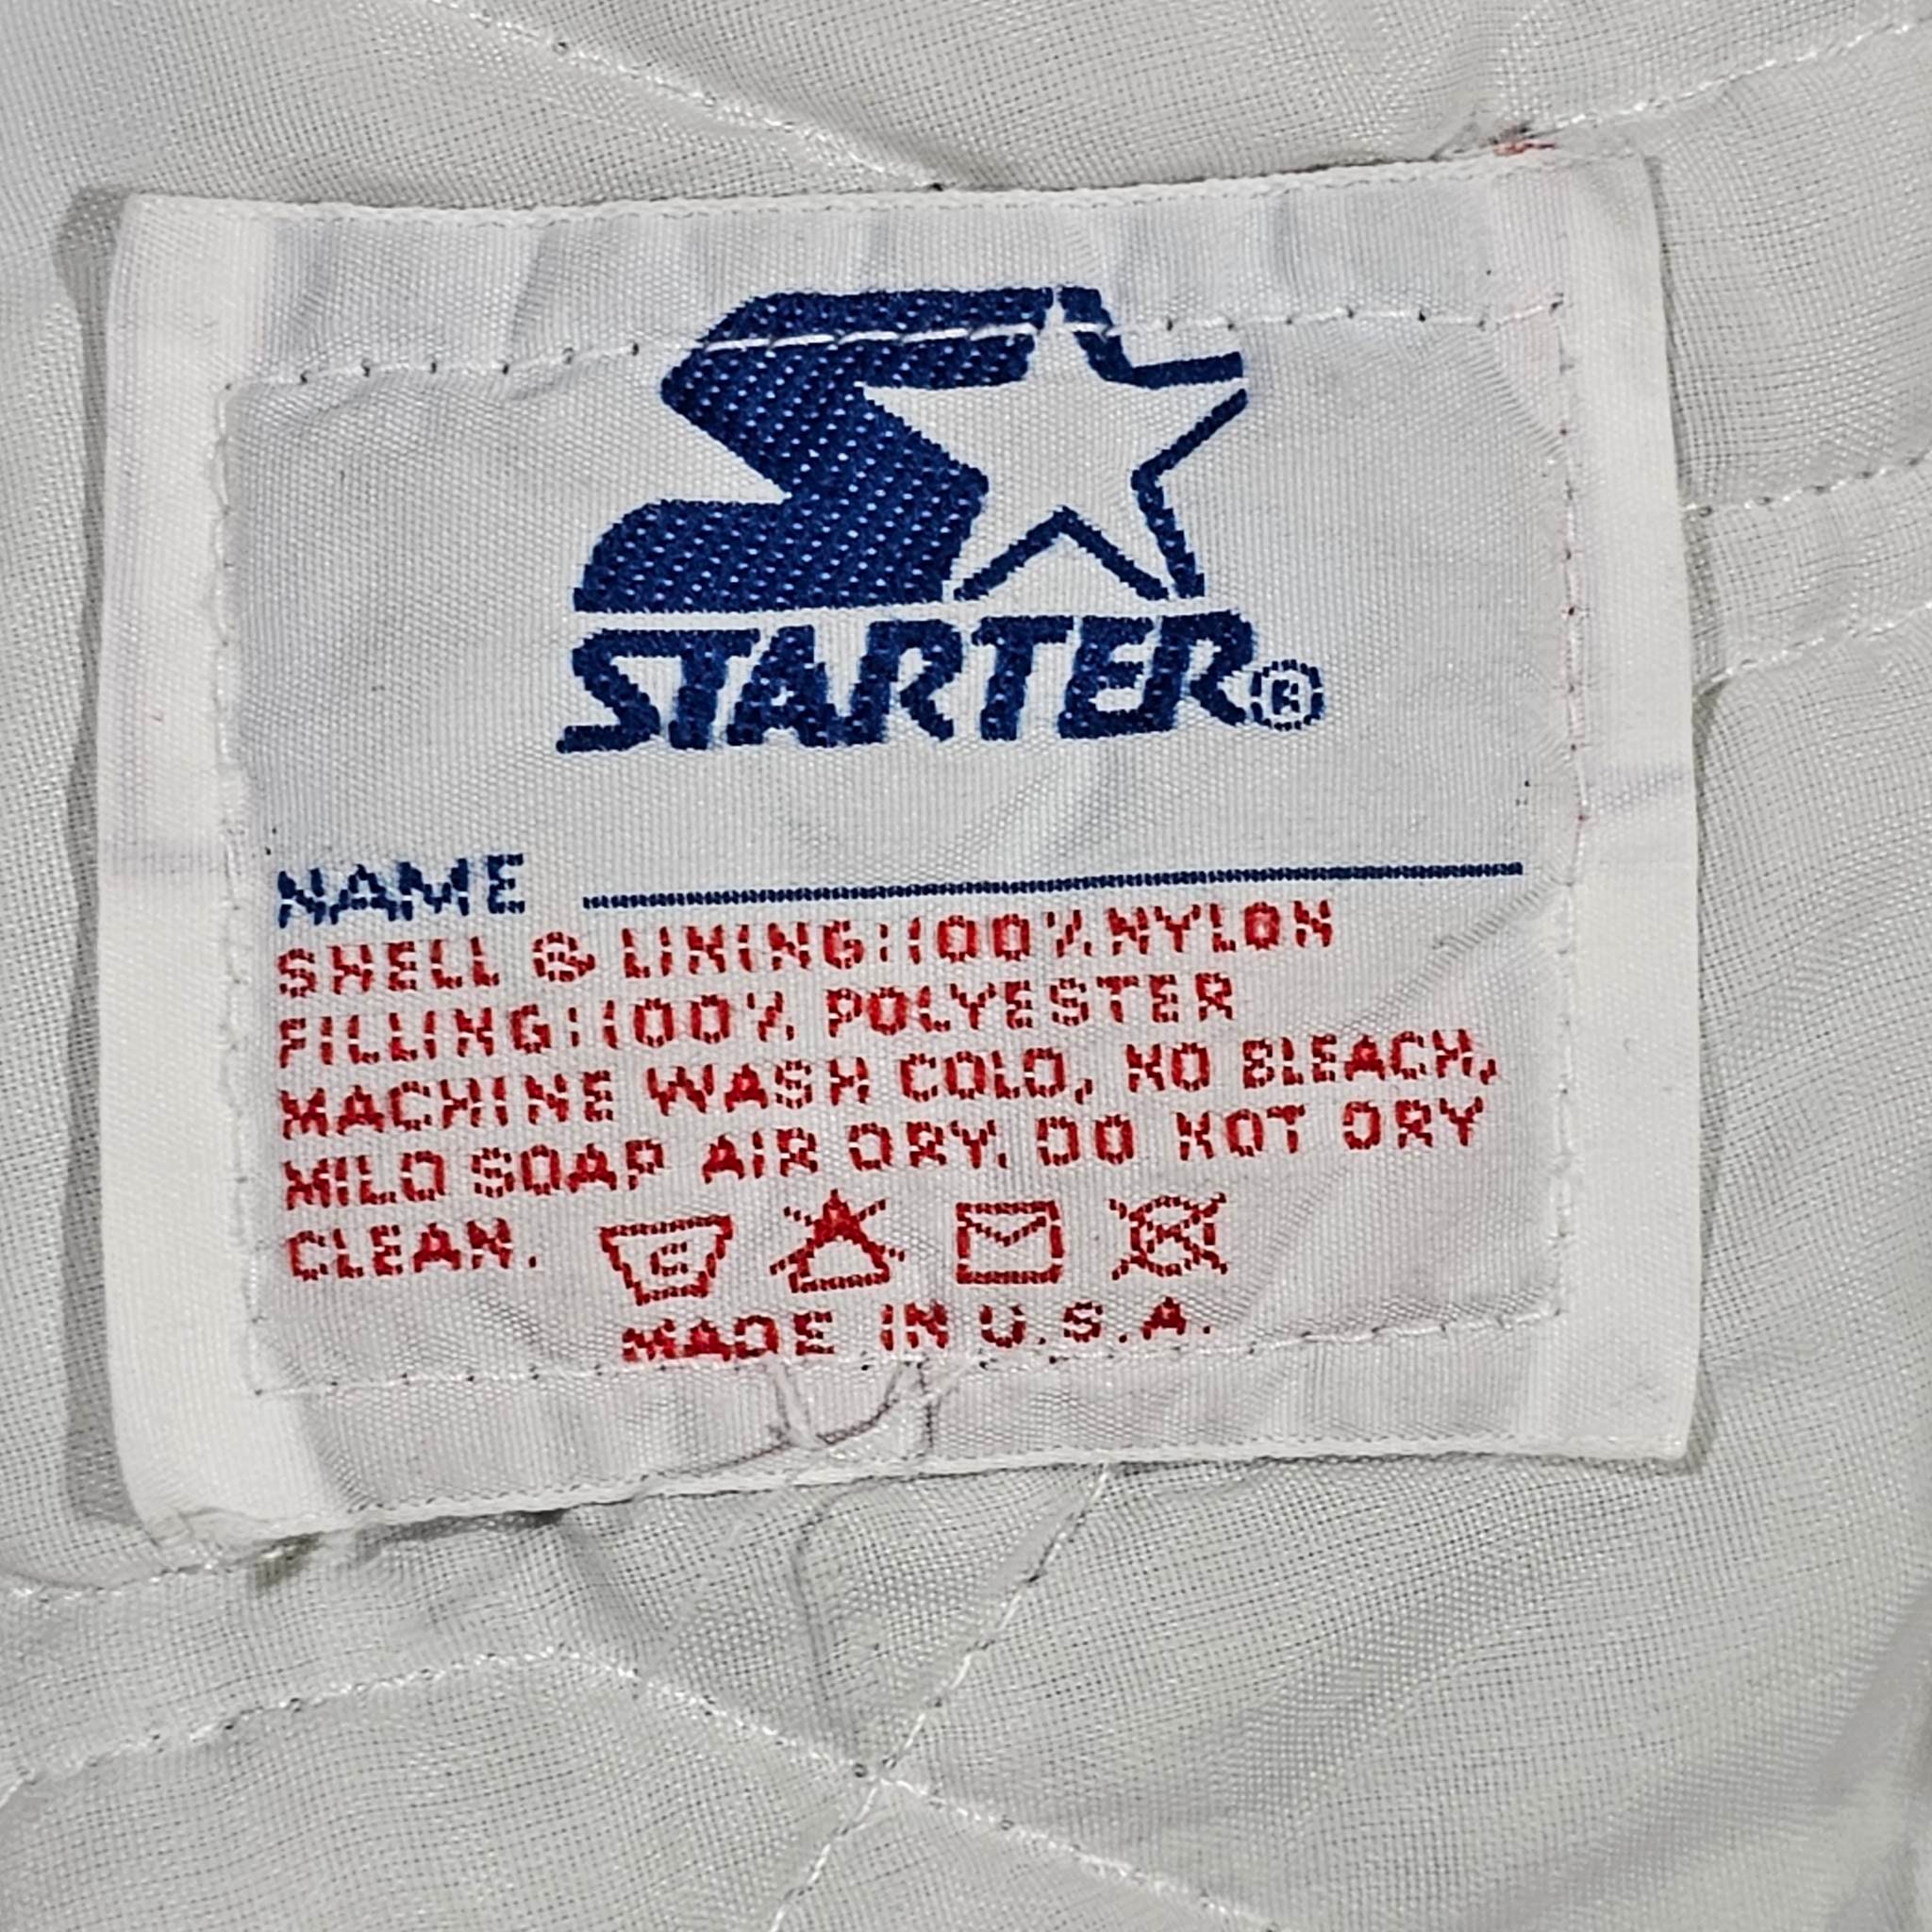 STARTER®
NAME
SHELL & LINING:100% NYLON
FILLING:100% POLYESTER
MACHINE WASH COLD, NO BLEACH,
MILD SOAP AIR DRY. DO NOT DRY
CLEAN. C
MADE IN U.S.A.